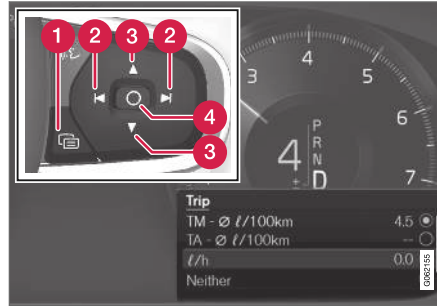 1
2
3
2
4
3
3
4
5
6
7
4
P
R
N
D
±
Trip
TM - Ø ℓ/100km 4.5
TA - Ø ℓ/100km --
ℓ/h 0.0
Neither
G062155